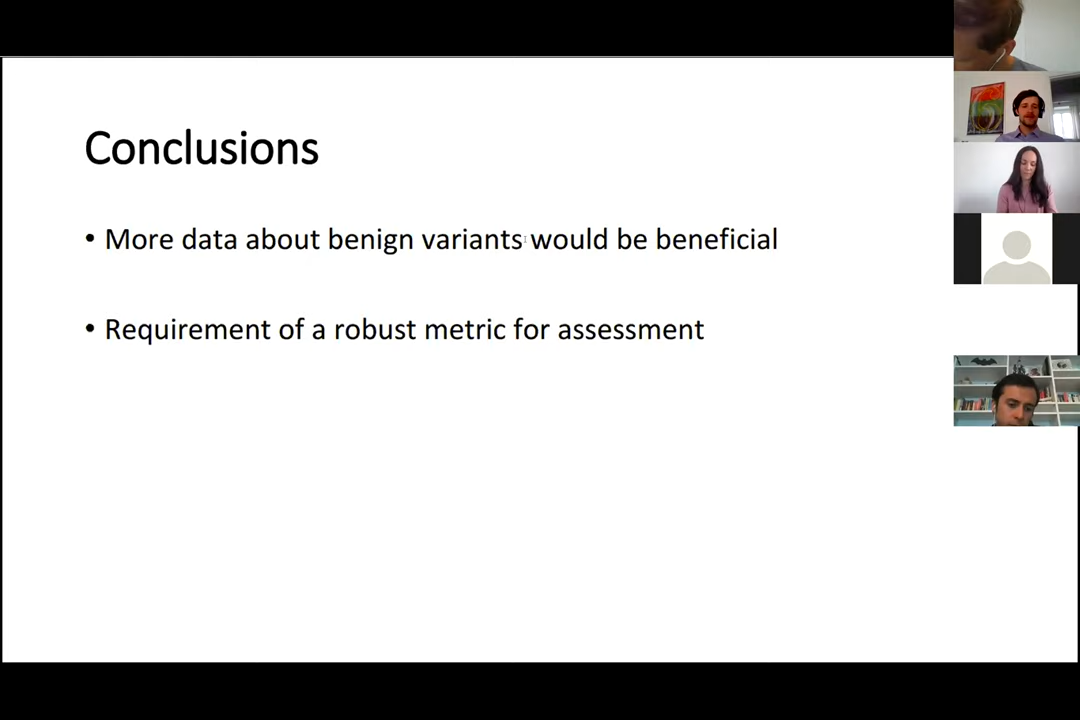 Conclusions
• More data about benign variants would be beneficial
• Requirement of a robust metric for assessment